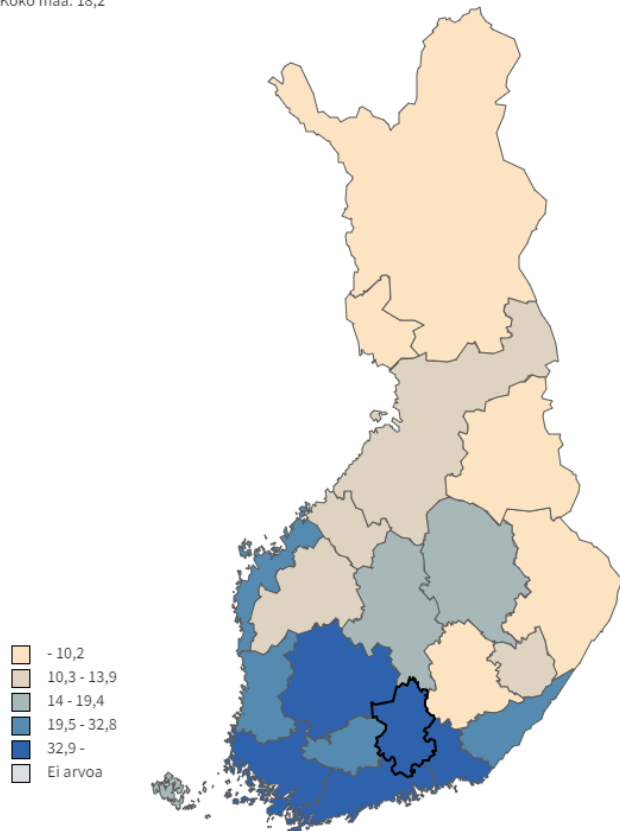 Koko maa: 18,2
- 10,2
10,3 - 13,9
14 - 19,4
19,5 - 32,8
32,9 -
Ei arvoa